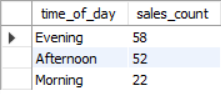 time_of_day sales_count
Evening 58
Afternoon 52
Morning 22